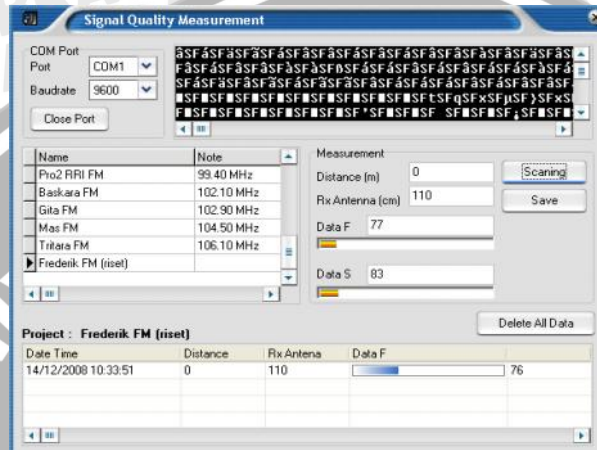 Signal Quality Measurement
COM Port
Port COM1
Baudrate 9600
Close Port
Name Note
Pro2 RRI FM 99.40 MHz
Baskara FM 102.10 MHz
Gita FM 102.90 MHz
Mas FM 104.50 MHz
Tritara FM 106.10 MHz
Frederik FM (riset)
Measurement
Distance (m) 0
Rx Antenna (cm) 110
Data F 77
Data S 83
Scaning
Save
Delete All Data
Project : Frederik FM (riset)
Date Time Distance Rx Antena Data F
14/12/2008 10:33:51 0 110 76